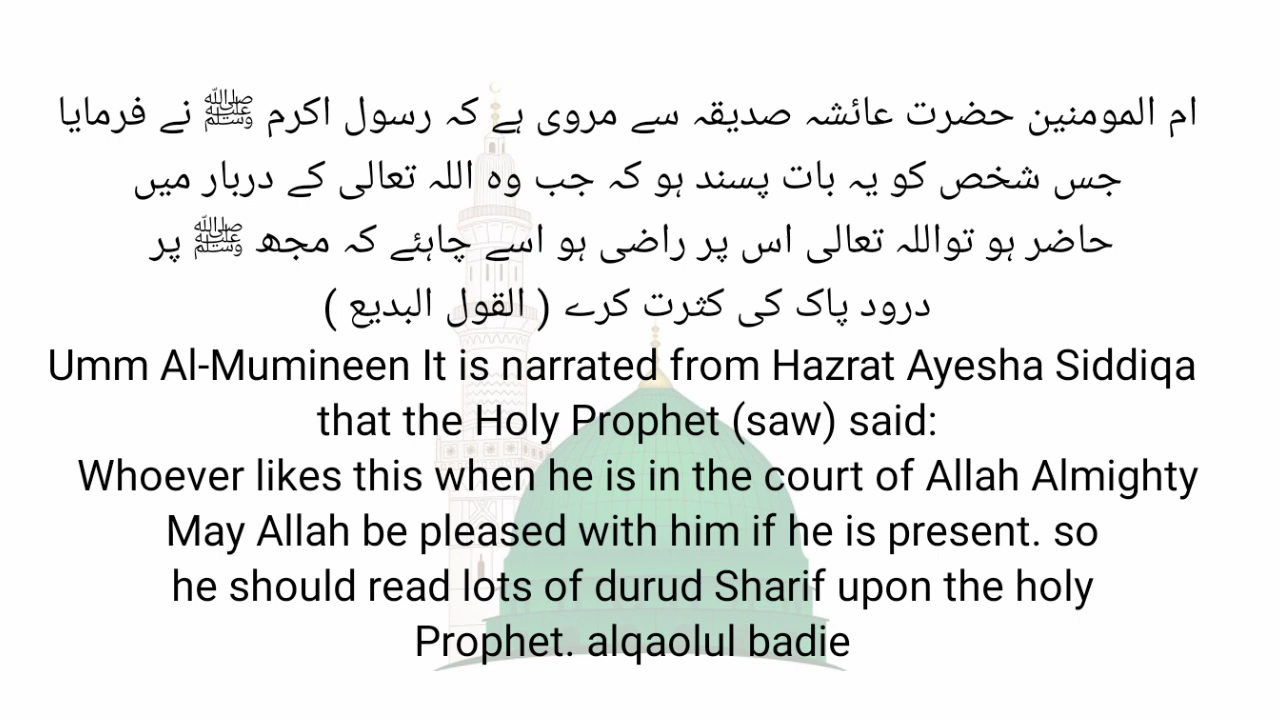 ام المومنین حضرت عائشہ صدیقہ سے مروی ہے کہ رسول اکرم ﷺ نے فرمایا
جس شخص کو یہ بات پسند ہو کہ جب وہ اللہ تعالی کے دربار میں
حاضر ہو تواللہ تعالی اس پر راضی ہو اسے چاہئے کہ مجھ ﷺ پر
درود پاک کی کثرت کرے ( القول البدیع )
Umm Al-Mumineen It is narrated from Hazrat Ayesha Siddiqa
that the Holy Prophet (saw) said:
Whoever likes this when he is in the court of Allah Almighty
May Allah be pleased with him if he is present. so
he should read lots of durud Sharif upon the holy
Prophet. alqaolul badie